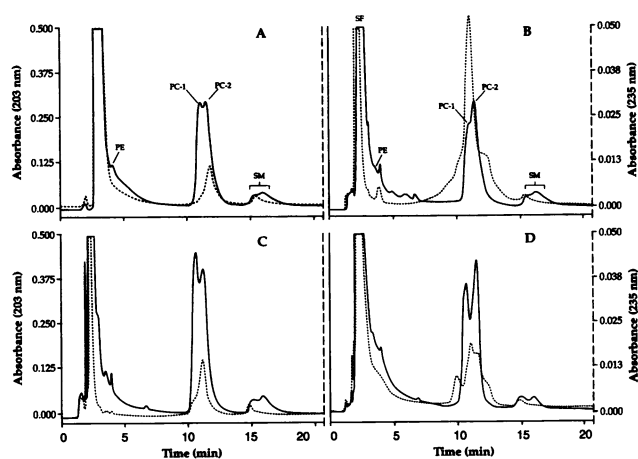 SF
0.500
0.375
0.125
0.000
A
PC-1
PC-2
PE
SM
B
PC-1
PC-2
PE
SM
0.050
0.038
0.025
0.013
0.000
Absorbance (203 nm)
Absorbance (235 nm)
0.500
0.375
0.250
0.125
0.000
C
D
0.050
0.038
0.025
0.013
0.000
Absorbance (203 nm)
Absorbance (235 nm)
0 5 10 15 20
0 5 10 15 20
Time (min)
Time (min)